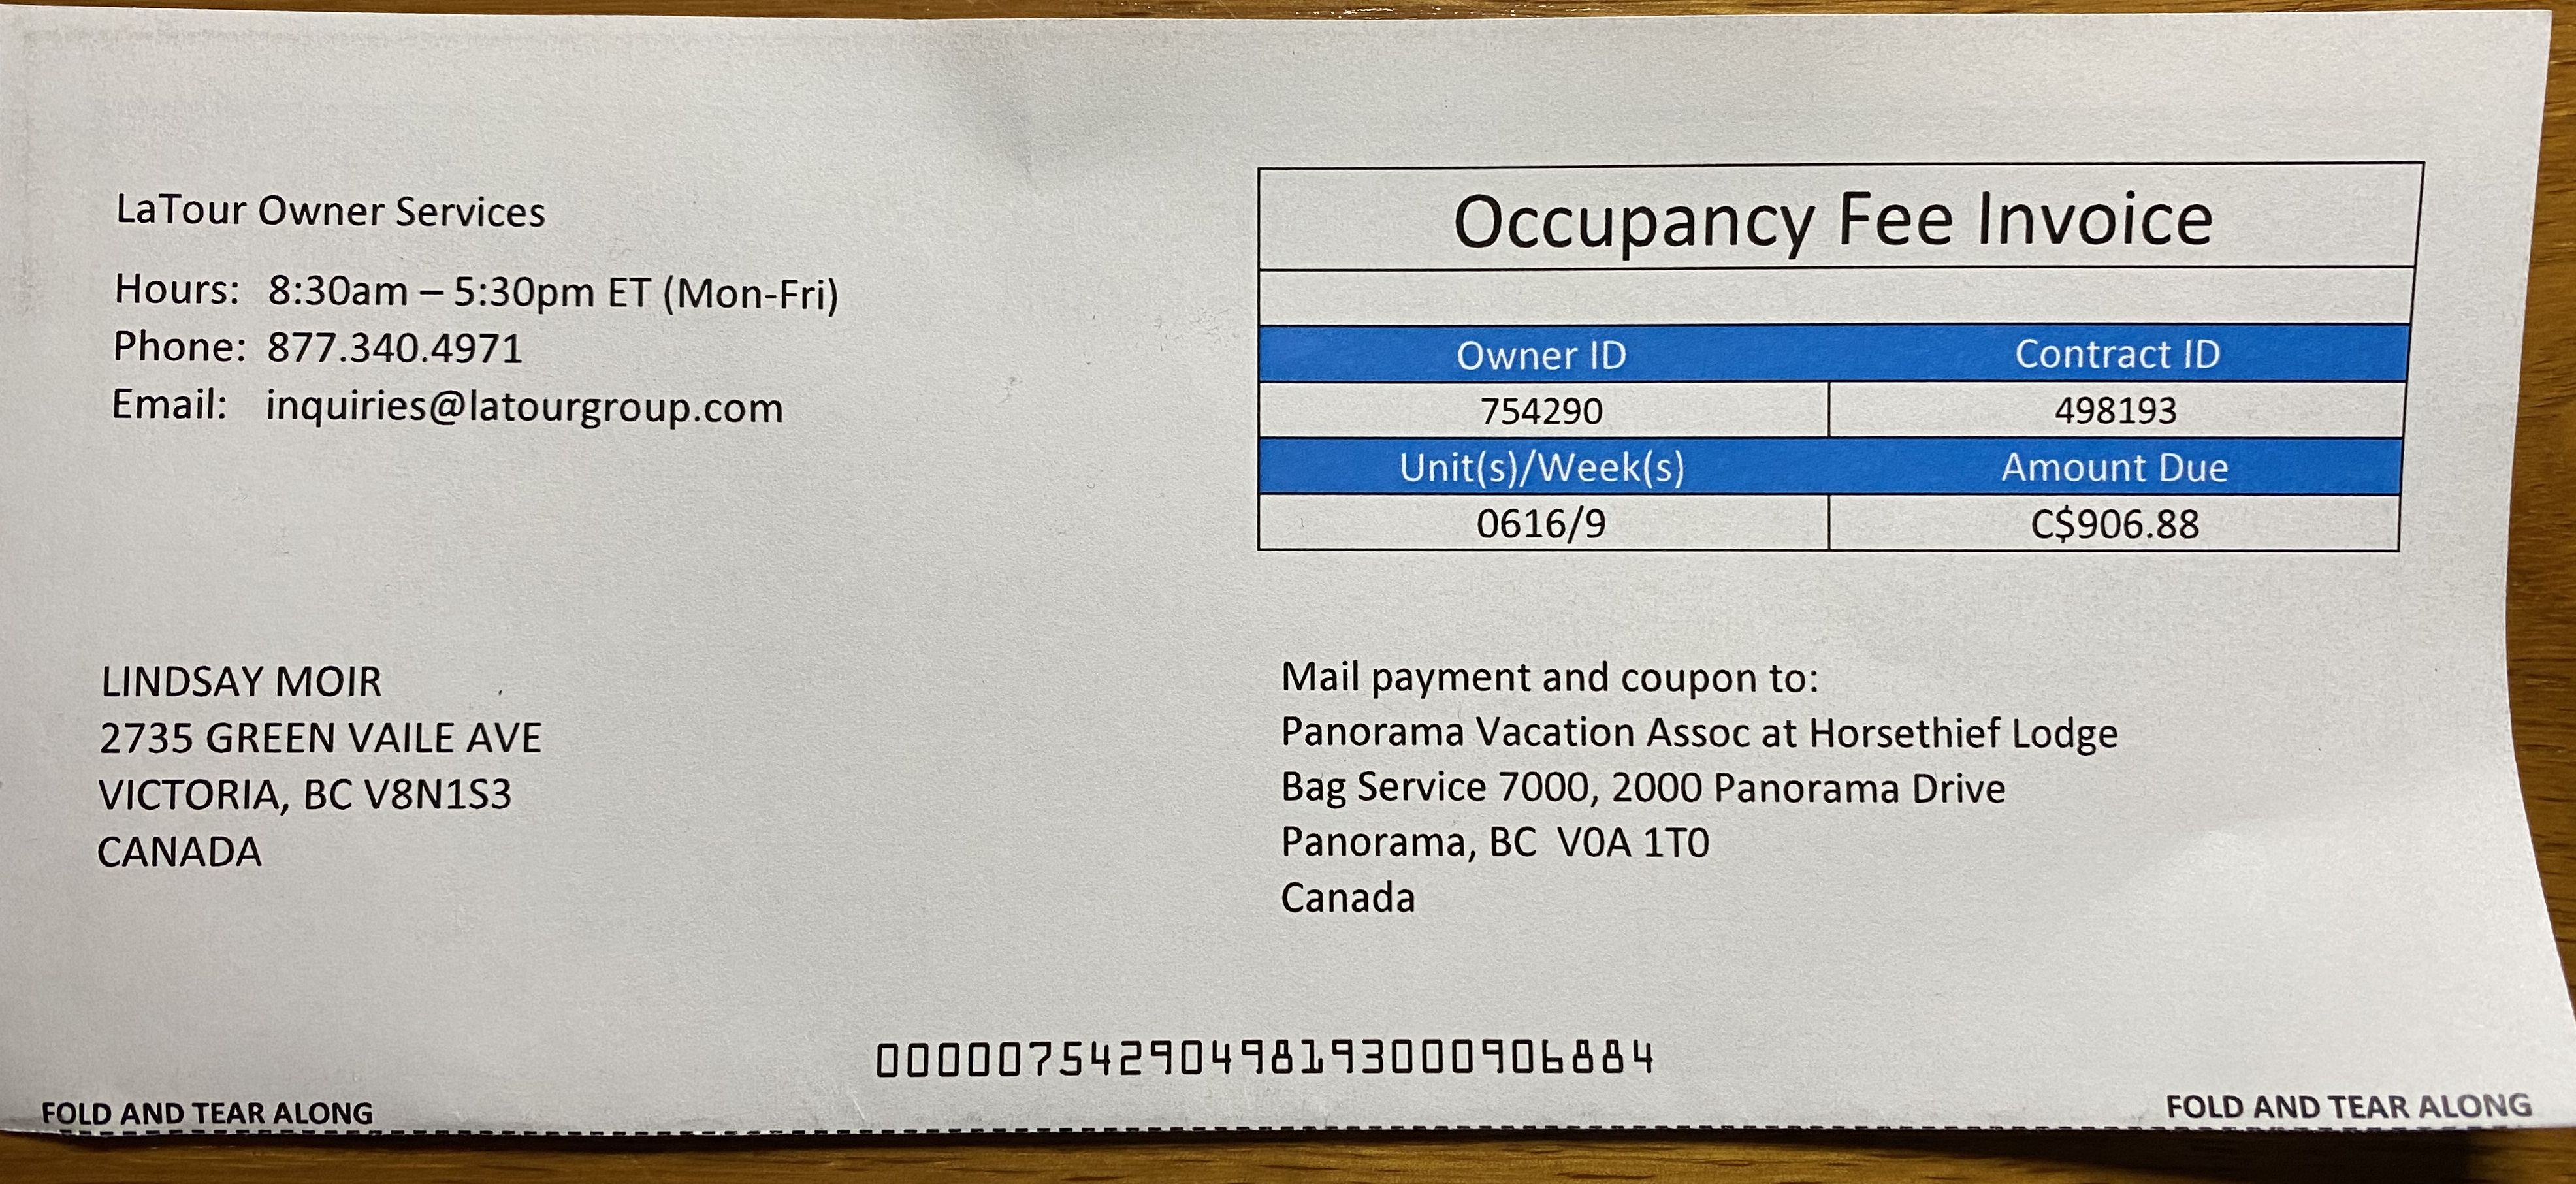 LaTour Owner Services
Hours: 8:30am – 5:30pm ET (Mon-Fri)
Phone: 877.340.4971
Email: inquiries@latourgroup.com
Occupancy Fee Invoice
Owner ID Contract ID
754290 498193
Unit(s)/Week(s) Amount Due
0616/9 C$906.88
LINDSAY MOIR
2735 GREEN VAILE AVE
VICTORIA, BC V8N1S3
CANADA
Mail payment and coupon to:
Panorama Vacation Assoc at Horsethief Lodge
Bag Service 7000, 2000 Panorama Drive
Panorama, BC  V0A 1T0
Canada
00000754290498193000906884
FOLD AND TEAR ALONG FOLD AND TEAR ALONG